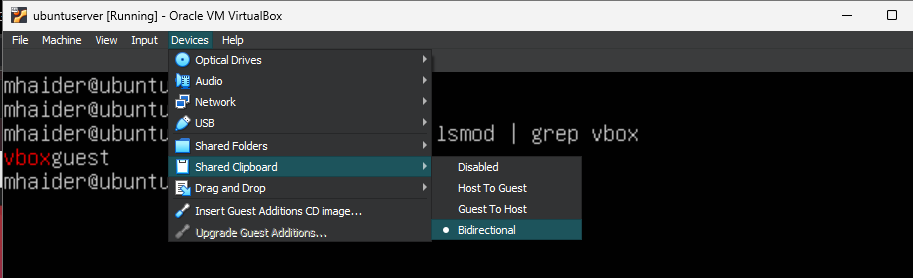 ubuntuserver [Running] - Oracle VM VirtualBox
File Machine View Input Devices Help
Optical Drives
Audio
Network
USB
Shared Folders
Shared Clipboard
Drag and Drop
Insert Guest Additions CD image...
Upgrade Guest Additions...
Disabled
Host To Guest
Guest To Host
Bidirectional
mhaider@ubuntu
mhaider@ubuntu
mhaider@ubuntu lsmod | grep vbox
vboxguest
mhaider@ubuntu